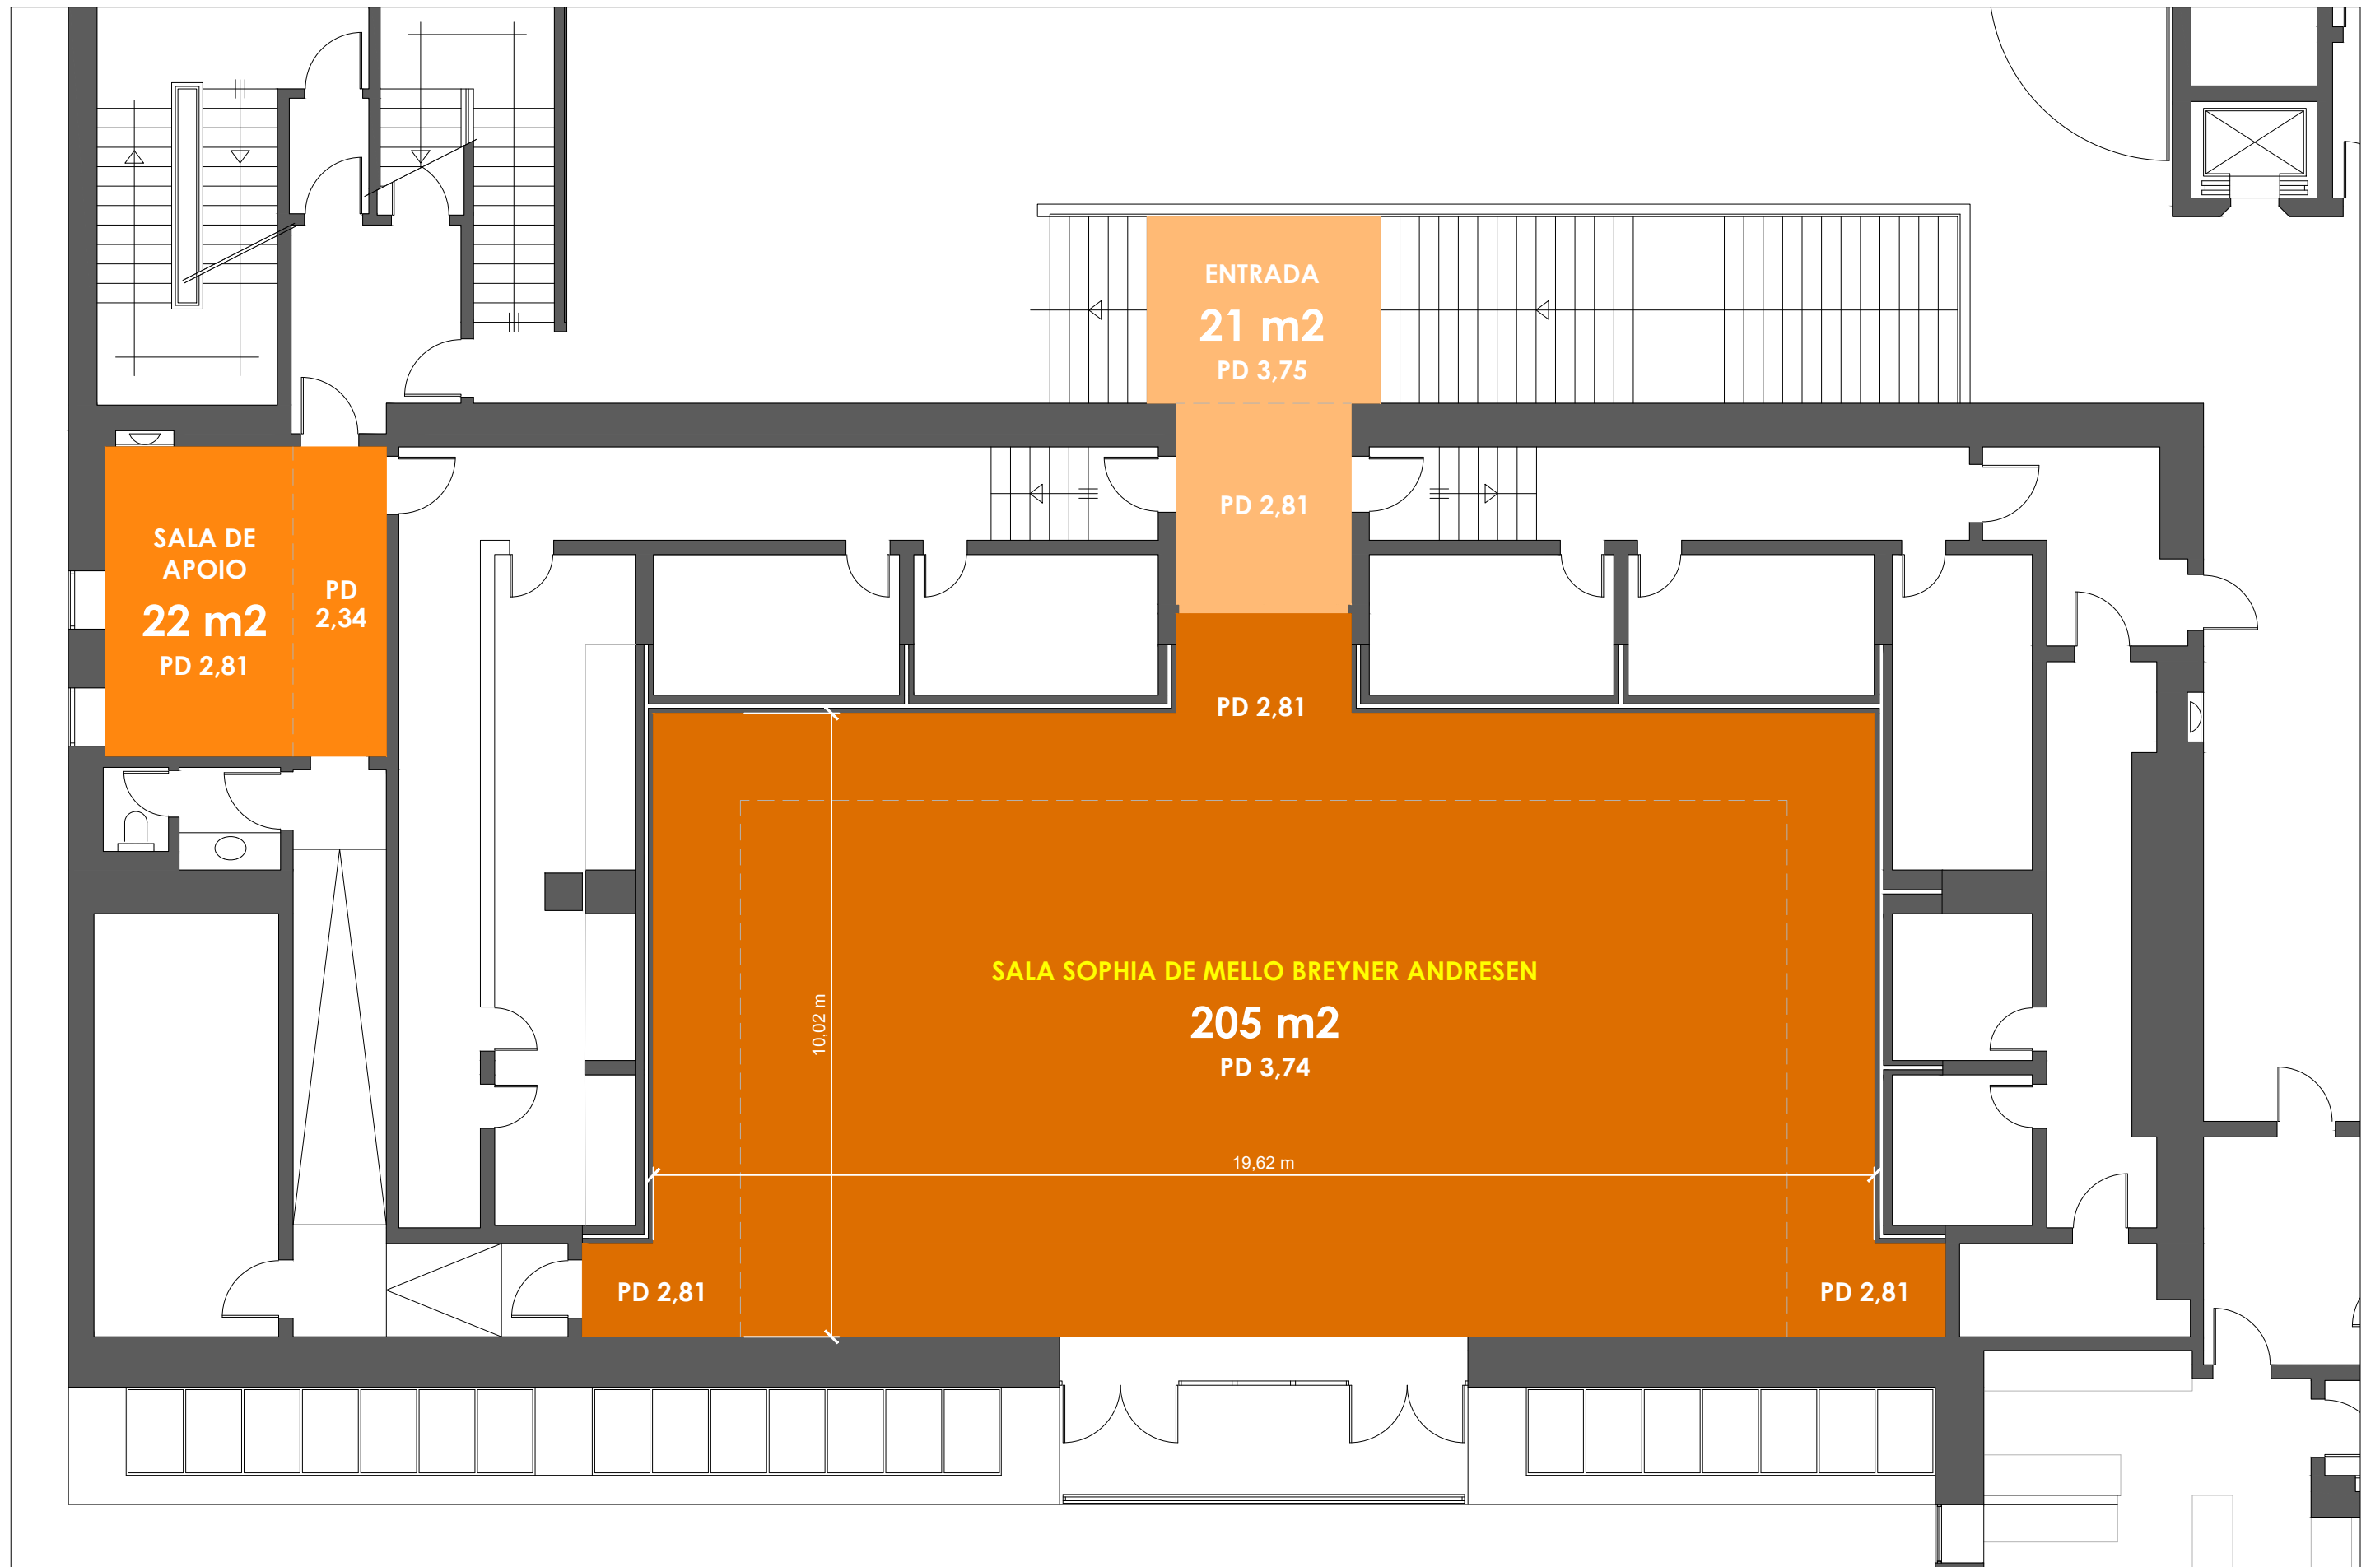 ENTRADA
21 m2
PD 3,75
PD 2,81
SALA DE
APOIO
22 m2
PD 2,81
PD
2,34
PD 2,81
SALA SOPHIA DE MELLO BREYNER ANDRESEN
205 m2
PD 3,74
10,02 m
19,62 m
PD 2,81
PD 2,81